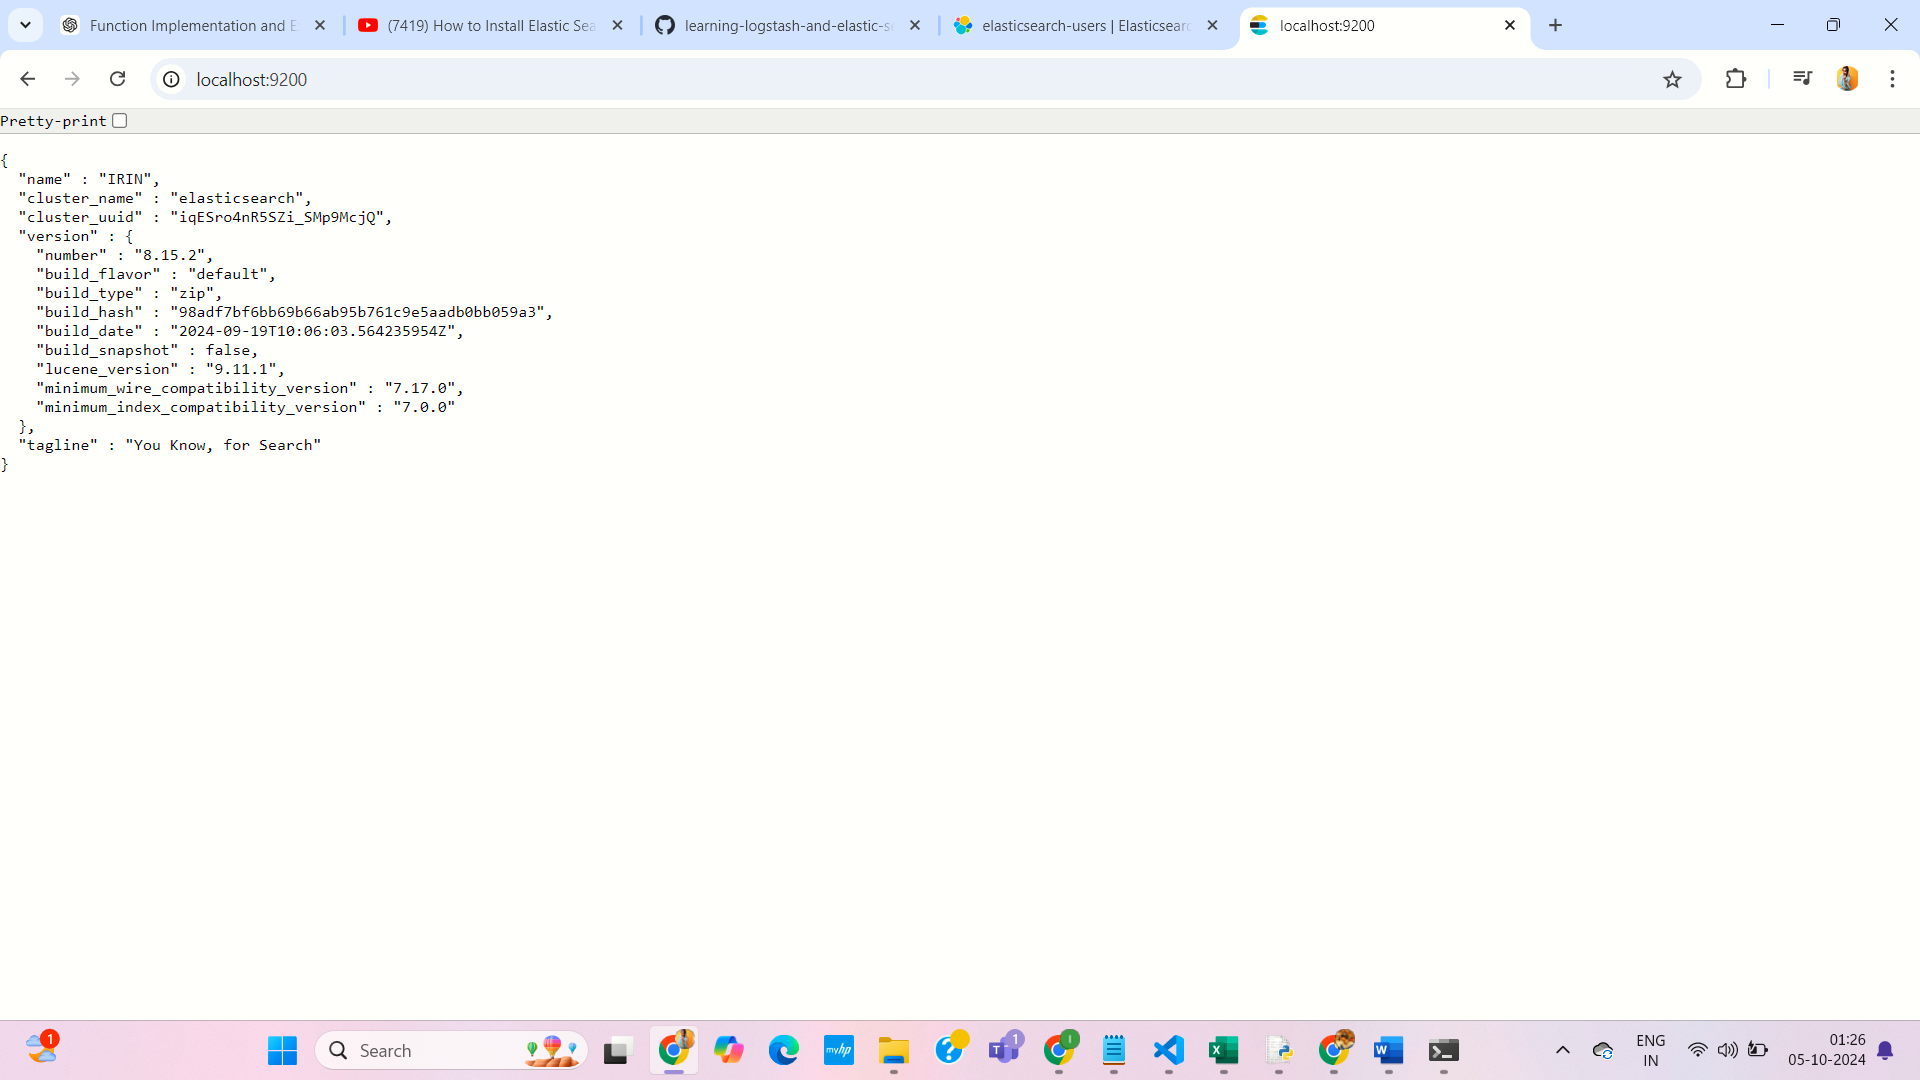 Function Implementation and E
(7419) How to Install Elastic Sea
learning-logstash-and-elastic-se
elasticsearch-users | Elasticsearc
localhost:9200
localhost:9200
Pretty-print
{
"name" : "IRIN",
"cluster_name" : "elasticsearch",
"cluster_uuid" : "iqESro4nR5SZi_SMp9McjQ",
"version" : {
"number" : "8.15.2",
"build_flavor" : "default",
"build_type" : "zip",
"build_hash" : "98adf7bf6bb69b66ab95b761c9e5aadb0bb059a3",
"build_date" : "2024-09-19T10:06:03.564235954Z",
"build_snapshot" : false,
"lucene_version" : "9.11.1",
"minimum_wire_compatibility_version" : "7.17.0",
"minimum_index_compatibility_version" : "7.0.0"
},
"tagline" : "You Know, for Search"
}
1
Search
myhp
1
I
ENG
IN
01:26
05-10-2024